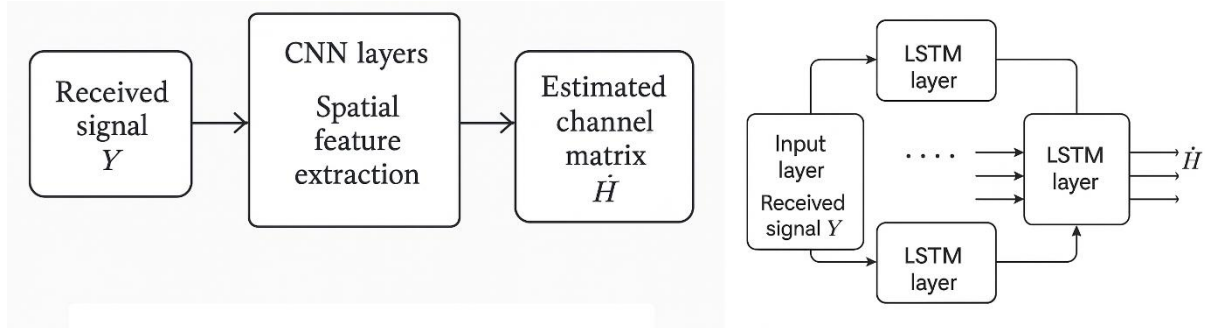 Received
signal
Y
CNN layers
Spatial
feature
extraction
Estimated
channel
matrix
Ḣ
Input
layer
Received
signal Y
LSTM
layer
. . . .
LSTM
layer
LSTM
layer
Ḣ